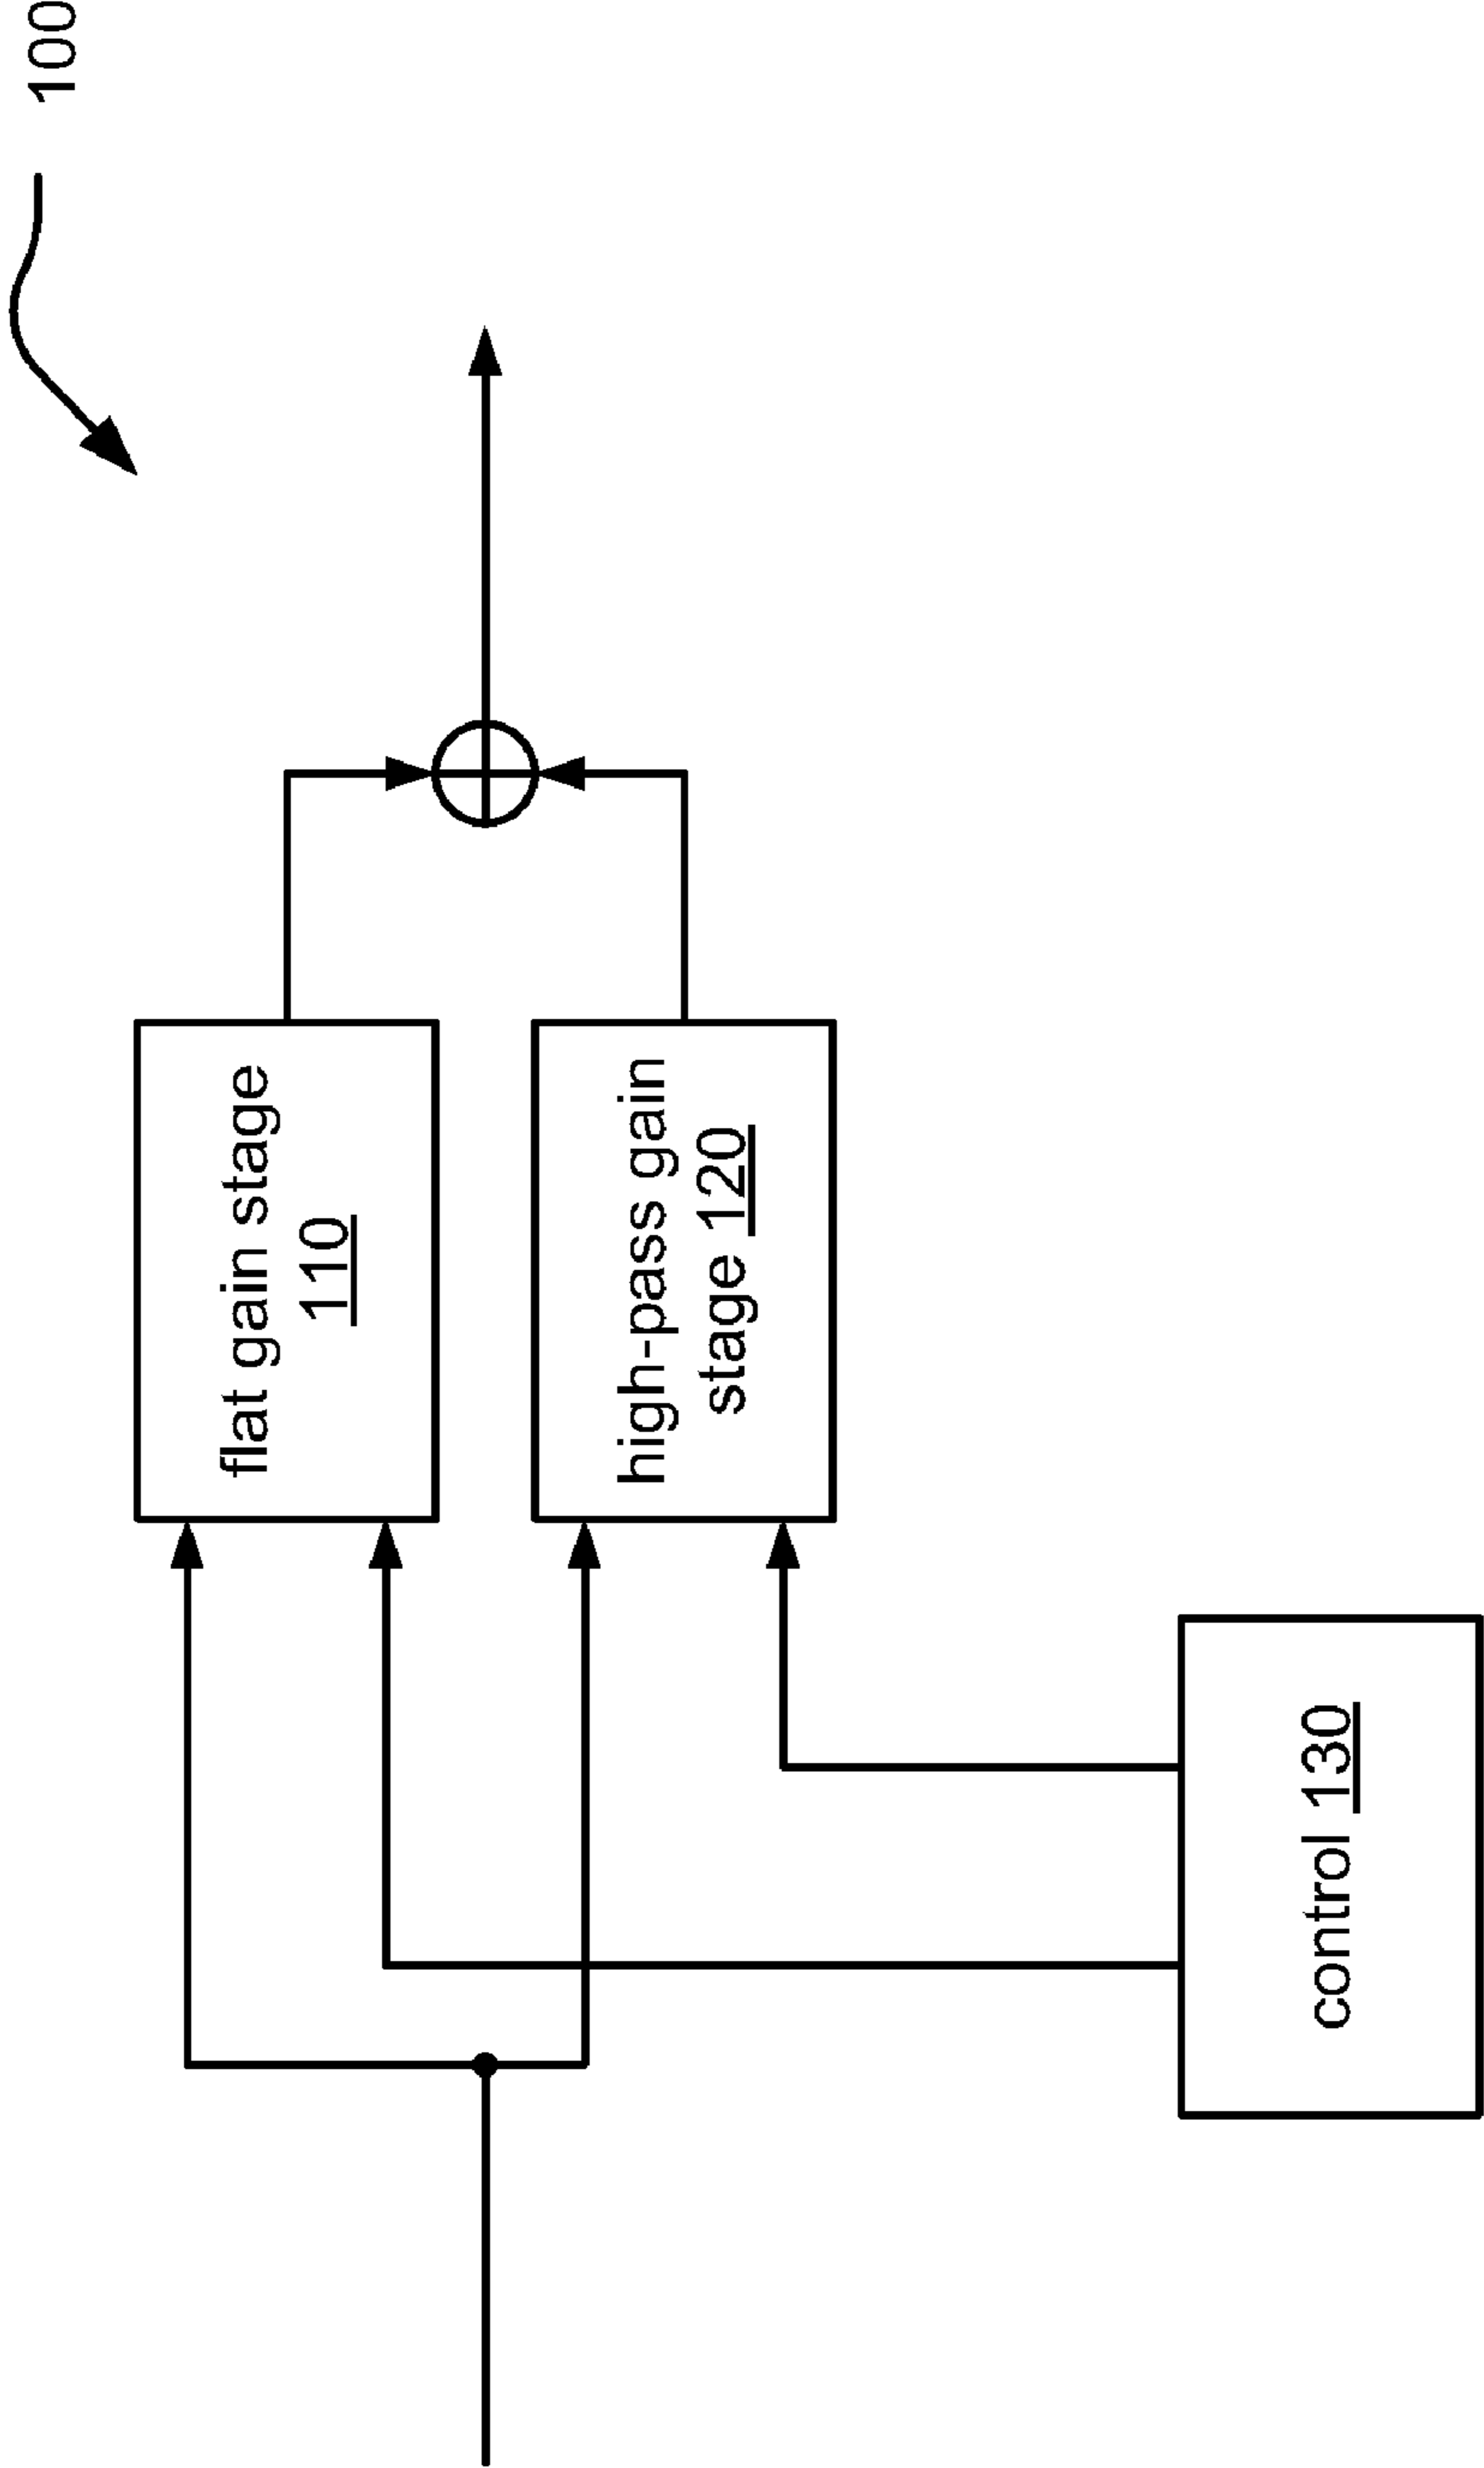 100
flat gain stage
110
high-pass gain
stage 120
control 130